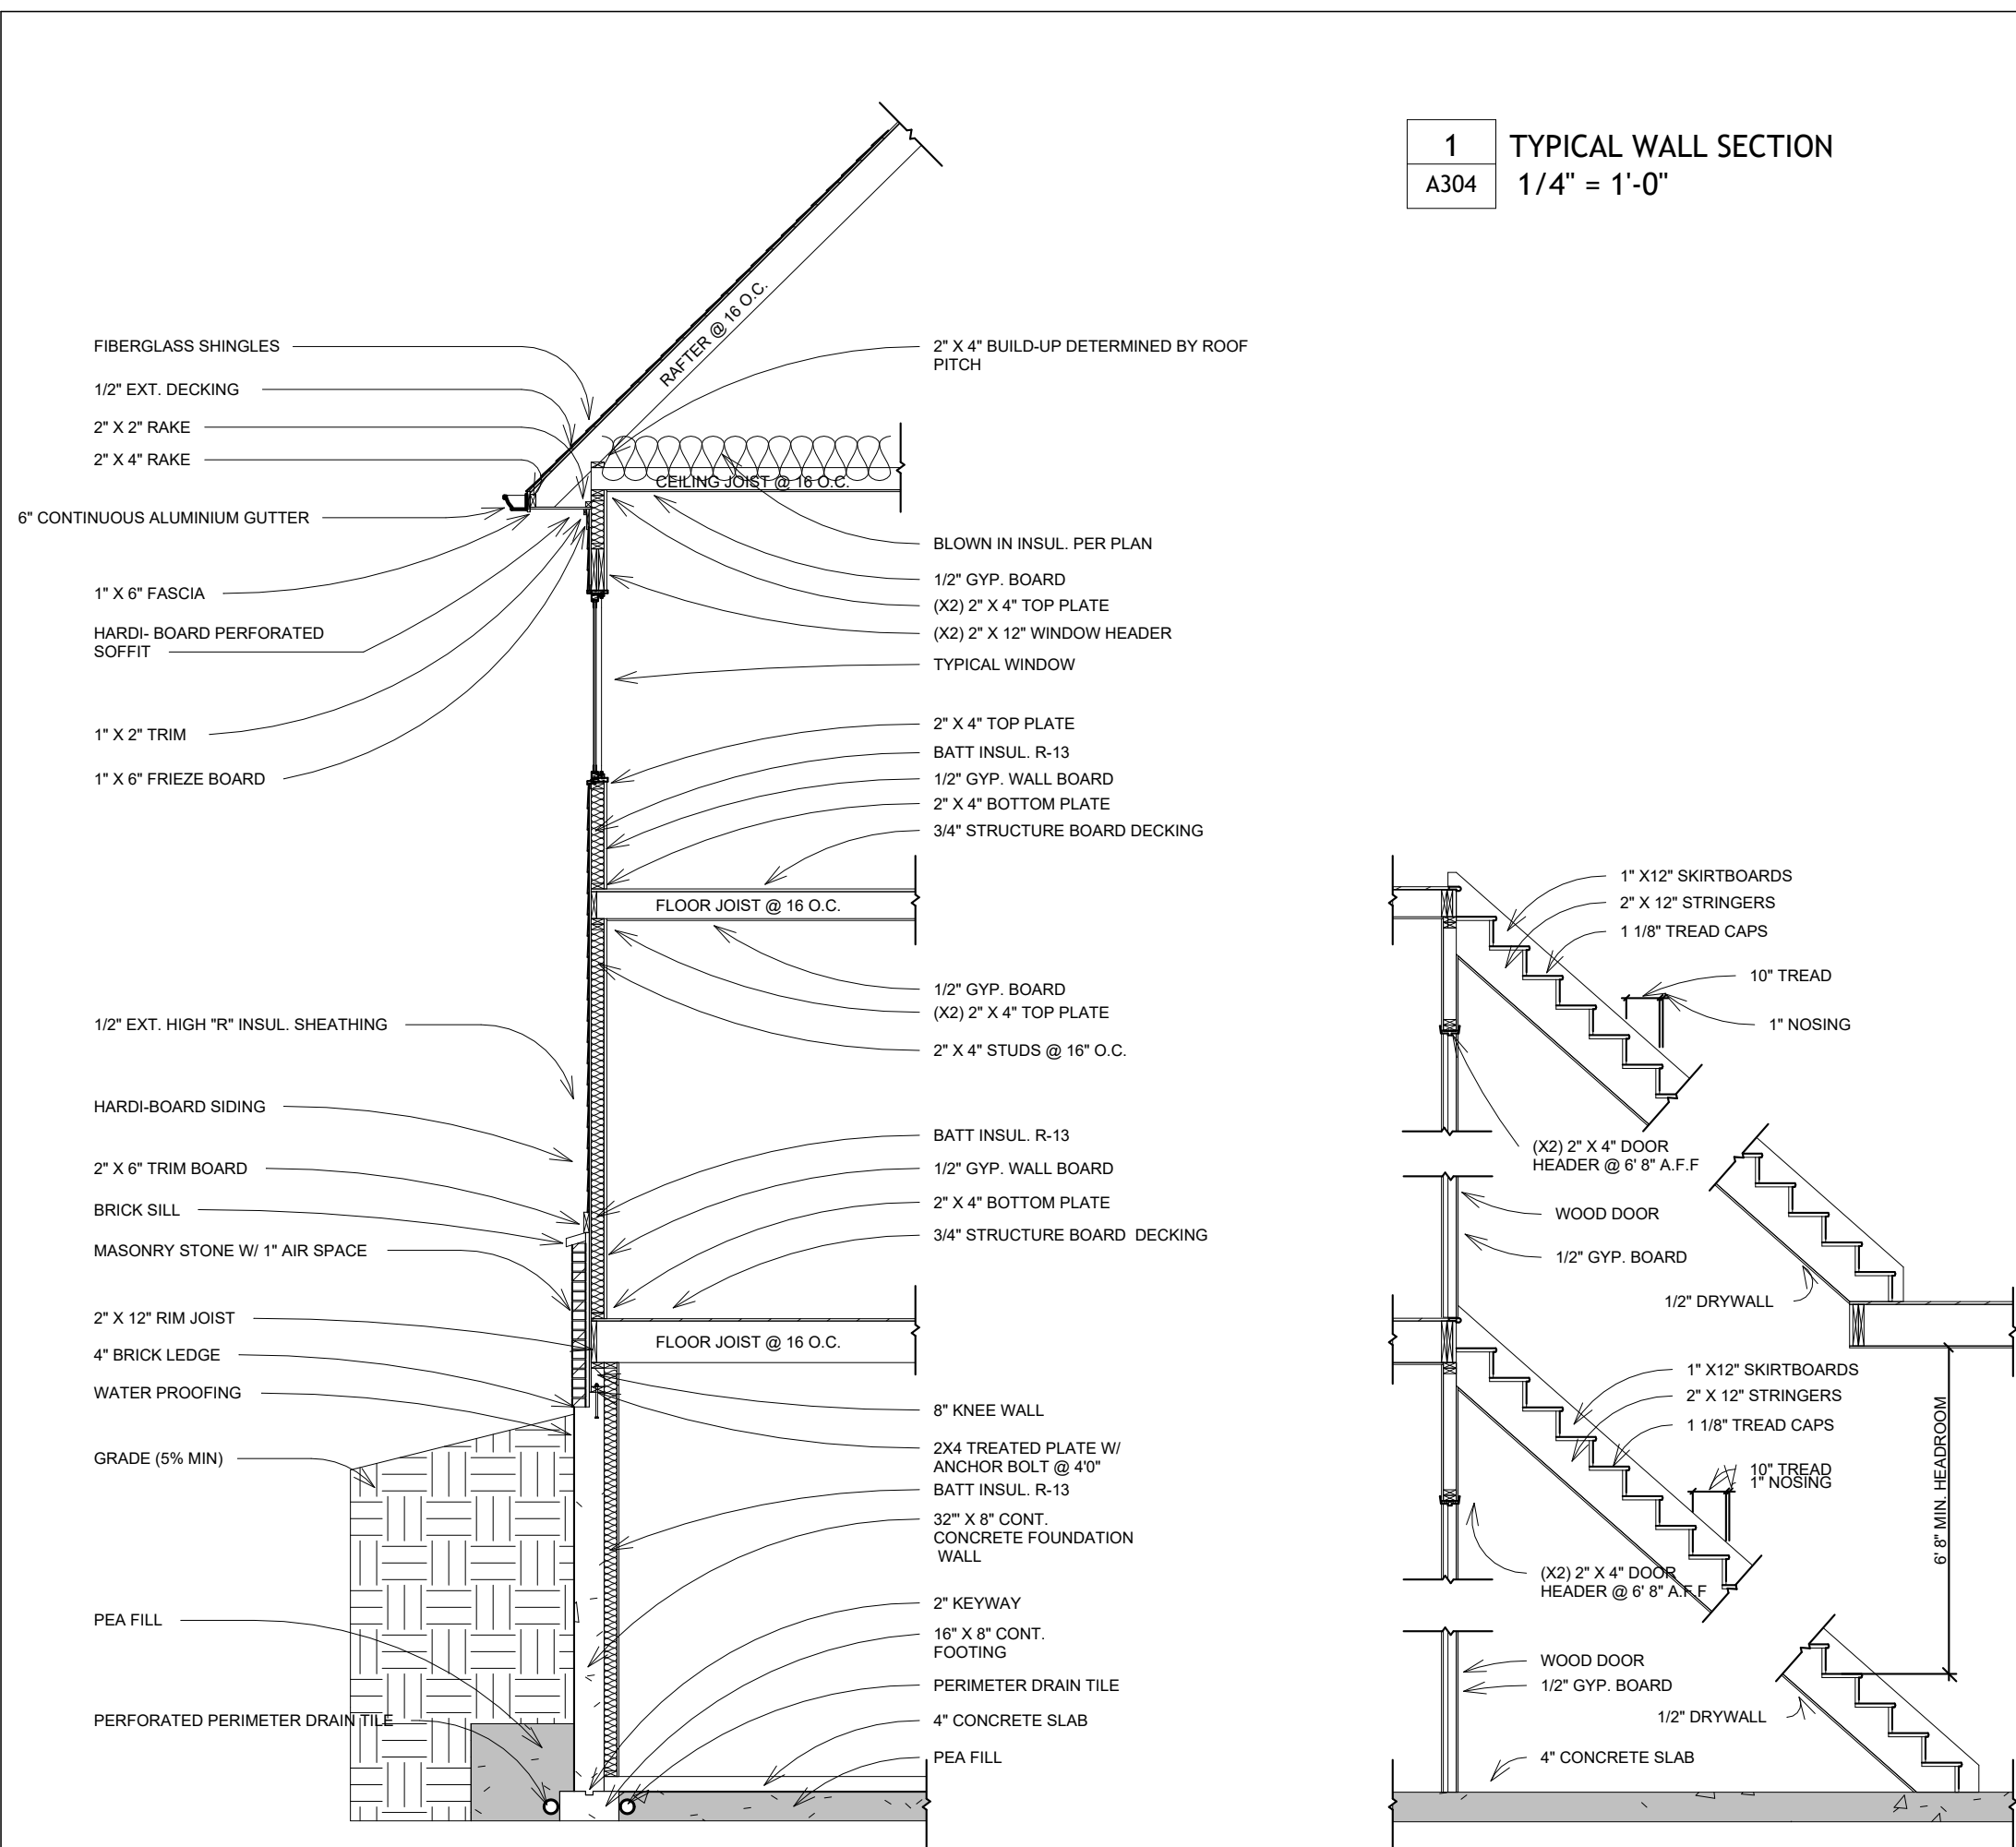 1
A304
TYPICAL WALL SECTION
1/4" = 1'-0"
RAFTER @ 16 O.C.
FIBERGLASS SHINGLES
1/2" EXT. DECKING
2" X 2" RAKE
2" X 4" RAKE
6" CONTINUOUS ALUMINIUM GUTTER
1" X 6" FASCIA
HARDI- BOARD PERFORATED
SOFFIT
1" X 2" TRIM
1" X 6" FRIEZE BOARD
1/2" EXT. HIGH "R" INSUL. SHEATHING
HARDI-BOARD SIDING
2" X 6" TRIM BOARD
BRICK SILL
MASONRY STONE W/ 1" AIR SPACE
2" X 12" RIM JOIST
4" BRICK LEDGE
WATER PROOFING
GRADE (5% MIN)
PEA FILL
PERFORATED PERIMETER DRAIN TILE
CEILING JOIST @ 16 O.C.
FLOOR JOIST @ 16 O.C.
FLOOR JOIST @ 16 O.C.
2" X 4" BUILD-UP DETERMINED BY ROOF
PITCH
BLOWN IN INSUL. PER PLAN
1/2" GYP. BOARD
(X2) 2" X 4" TOP PLATE
(X2) 2" X 12" WINDOW HEADER
TYPICAL WINDOW
2" X 4" TOP PLATE
BATT INSUL. R-13
1/2" GYP. WALL BOARD
2" X 4" BOTTOM PLATE
3/4" STRUCTURE BOARD DECKING
1/2" GYP. BOARD
(X2) 2" X 4" TOP PLATE
2" X 4" STUDS @ 16" O.C.
BATT INSUL. R-13
1/2" GYP. WALL BOARD
2" X 4" BOTTOM PLATE
3/4" STRUCTURE BOARD DECKING
8" KNEE WALL
2X4 TREATED PLATE W/
ANCHOR BOLT @ 4'0"
BATT INSUL. R-13
32"' X 8" CONT.
CONCRETE FOUNDATION
WALL
2" KEYWAY
16" X 8" CONT.
FOOTING
PERIMETER DRAIN TILE
4" CONCRETE SLAB
PEA FILL
1" X12" SKIRTBOARDS
2" X 12" STRINGERS
1 1/8" TREAD CAPS
10" TREAD
1" NOSING
(X2) 2" X 4" DOOR
HEADER @ 6' 8" A.F.F
WOOD DOOR
1/2" GYP. BOARD
1/2" DRYWALL
1" X12" SKIRTBOARDS
2" X 12" STRINGERS
1 1/8" TREAD CAPS
10" TREAD
1" NOSING
6' 8" MIN. HEADROOM
(X2) 2" X 4" DOOR
HEADER @ 6' 8" A.F.F
WOOD DOOR
1/2" GYP. BOARD
1/2" DRYWALL
4" CONCRETE SLAB